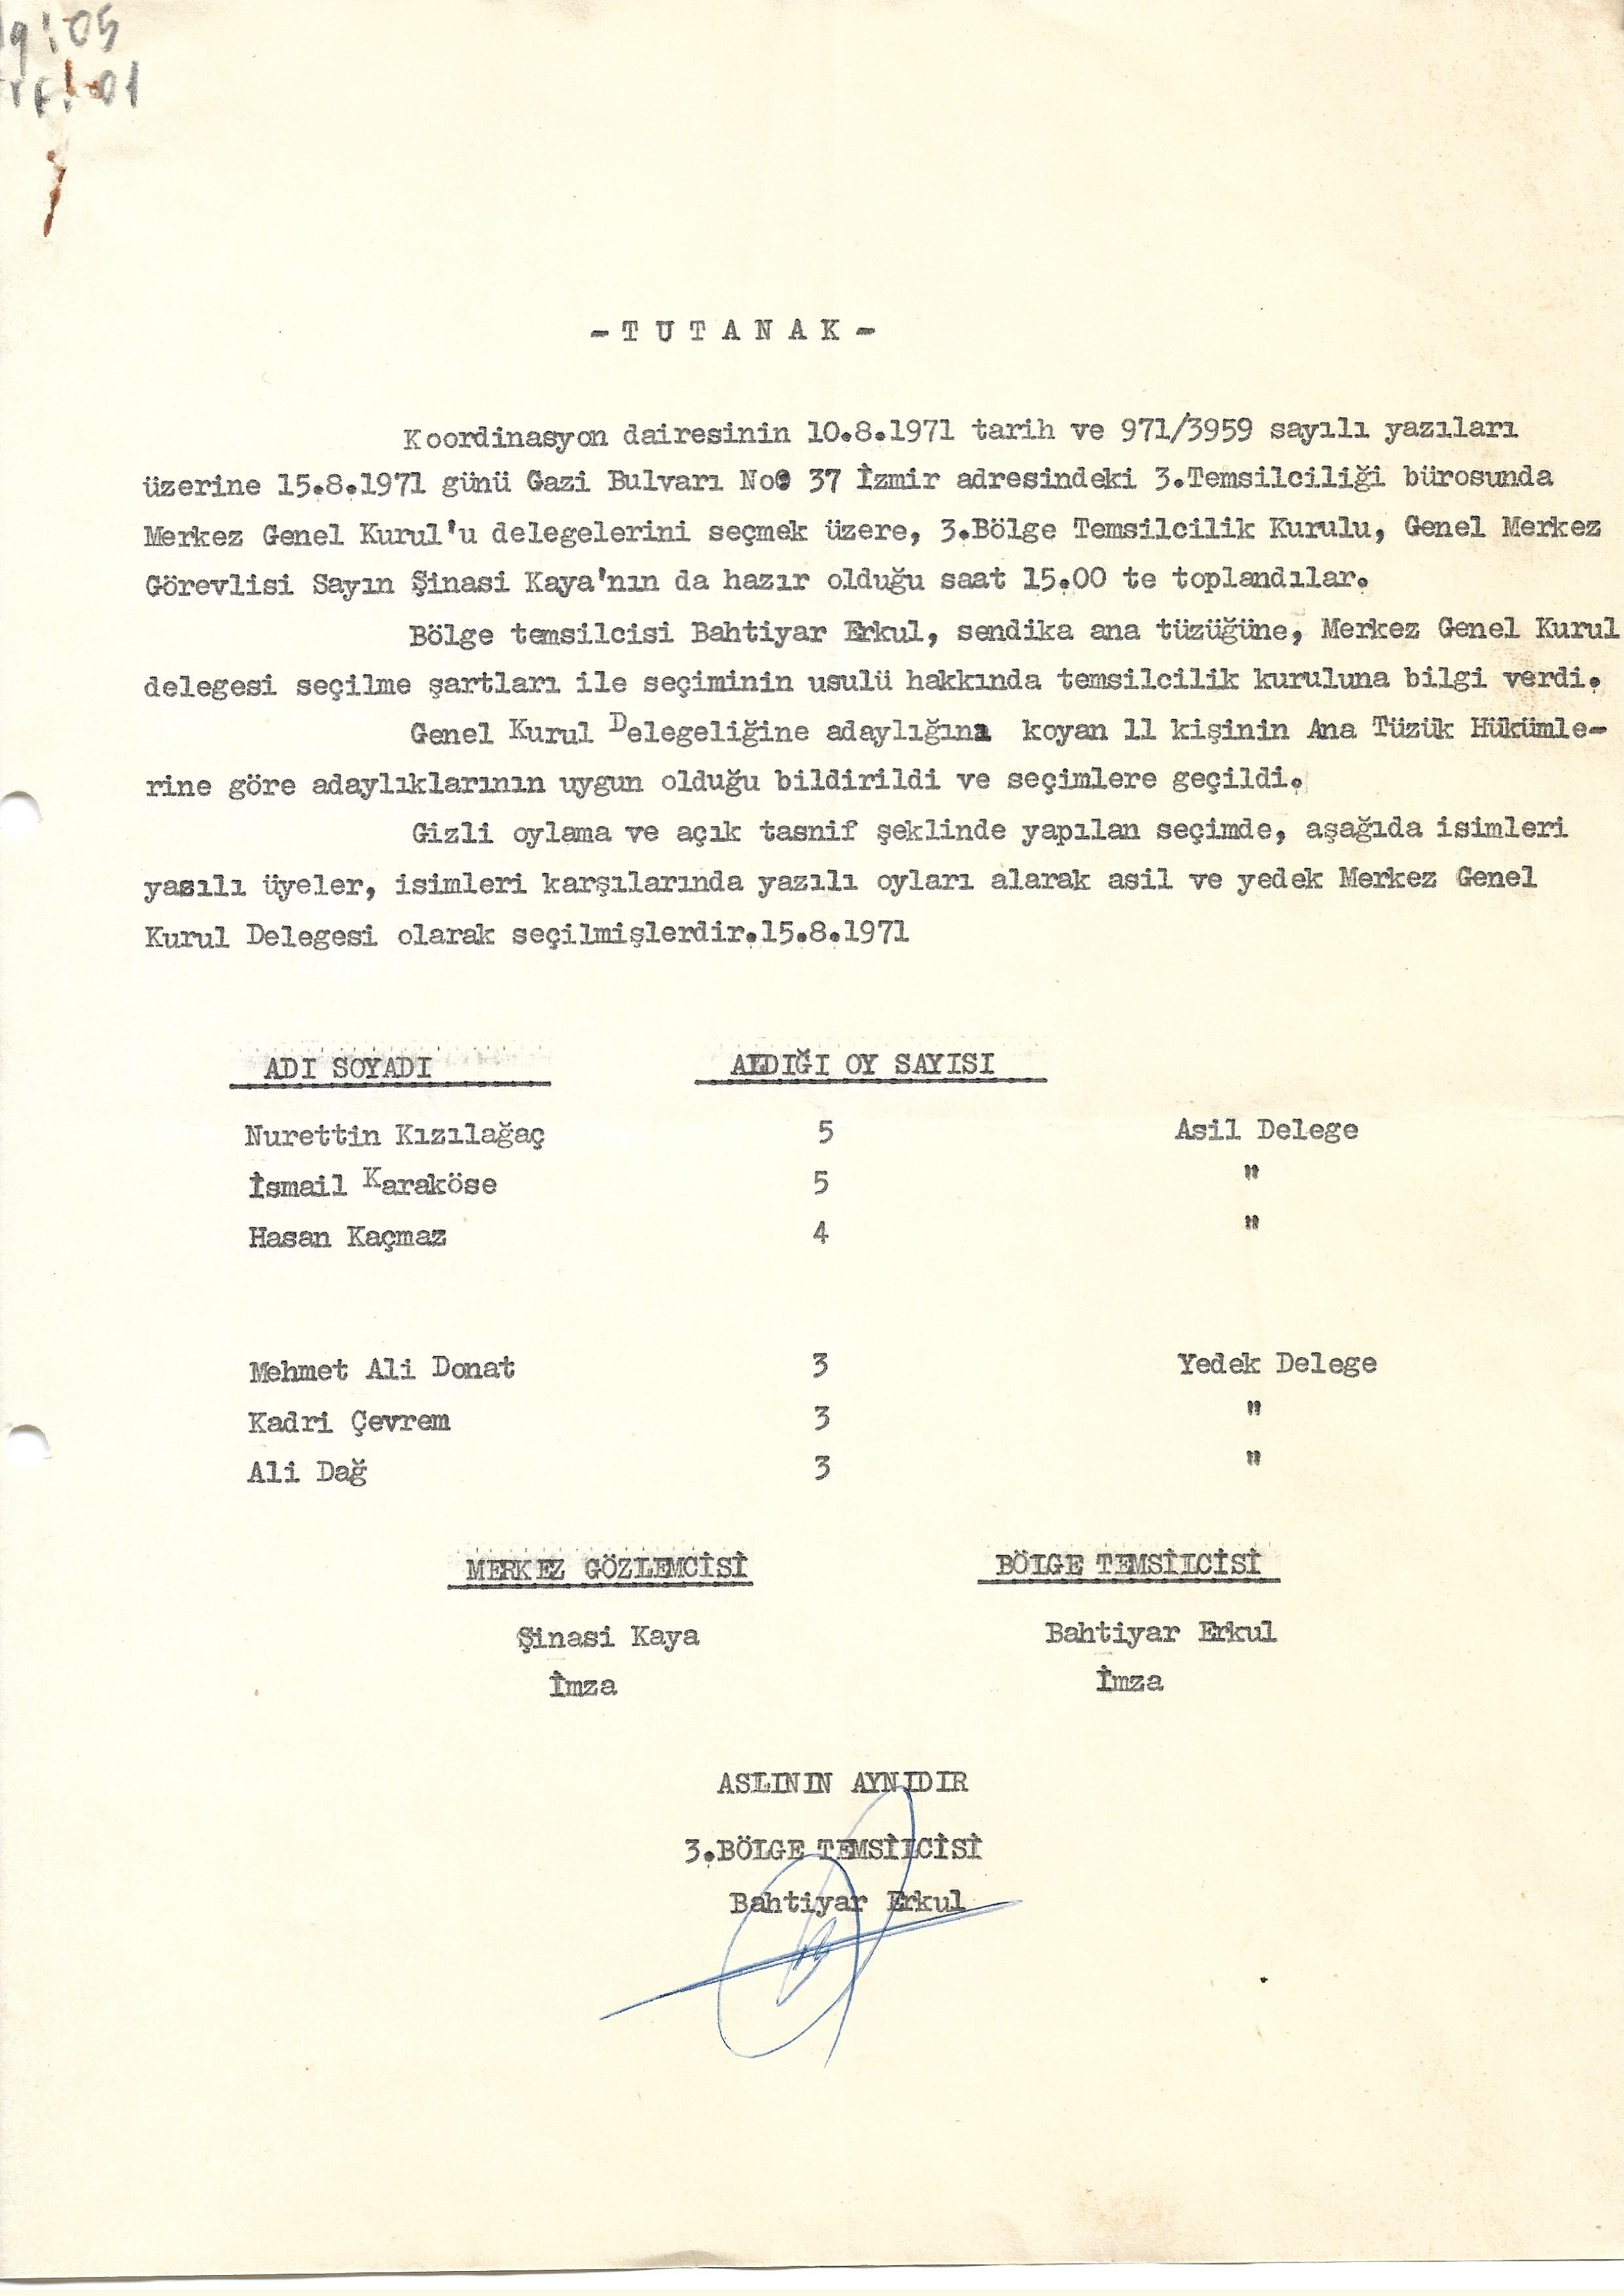 g!05
rf!01
-T U T A N A K-
Koordinasyon dairesinin 10.8.1971 tarih ve 971/3959 sayılı yazıları
üzerine 15.8.1971 günü Gazi Bulvarı No 37 İzmir adresindeki 3.Temsilciliği bürosunda
Merkez Genel Kurul'u delegelerini seçmek üzere, 3.Bölge Temsilcilik Kurulu, Genel Merkez
Görevlisi Sayın Şinasi Kaya'nın da hazır olduğu saat 15.00 te toplandılar.
Bölge temsilcisi Bahtiyar Erkul, sendika ana tüzüğüne, Merkez Genel Kurul
delegesi seçilme şartları ile seçiminin usulü hakkında temsilcilik kuruluna bilgi verdi.
Genel Kurul Delegeliğine adaylığına koyan 11 kişinin Ana Tüzük Hükümle-
rine göre adaylıklarının uygun olduğu bildirildi ve seçimlere geçildi.
Gizli oylama ve açık tasnif şeklinde yapılan seçimde, aşağıda isimleri
yazılı üyeler, isimleri karşılarında yazılı oyları alarak asil ve yedek Merkez Genel
Kurul Delegesi olarak seçilmişlerdir.15.8.1971
ADI SOYADI ALDIĞI OY SAYISI
Nurettin Kızılağaç 5 Asil Delege
İsmail Karaköse 5 "
Hasan Kaçmaz 4 "
Mehmet Ali Donat 3 Yedek Delege
Kadri Çevrem 3 "
Ali Dağ 3 "
MERKEZ GÖZLEMCİSİ BÖLGE TEMSİLCİSİ
Şinasi Kaya Bahtiyar Erkul
İmza İmza
ASLININ AYNIDIR
3.BÖLGE TEMSİLCİSİ
Bahtiyar Erkul